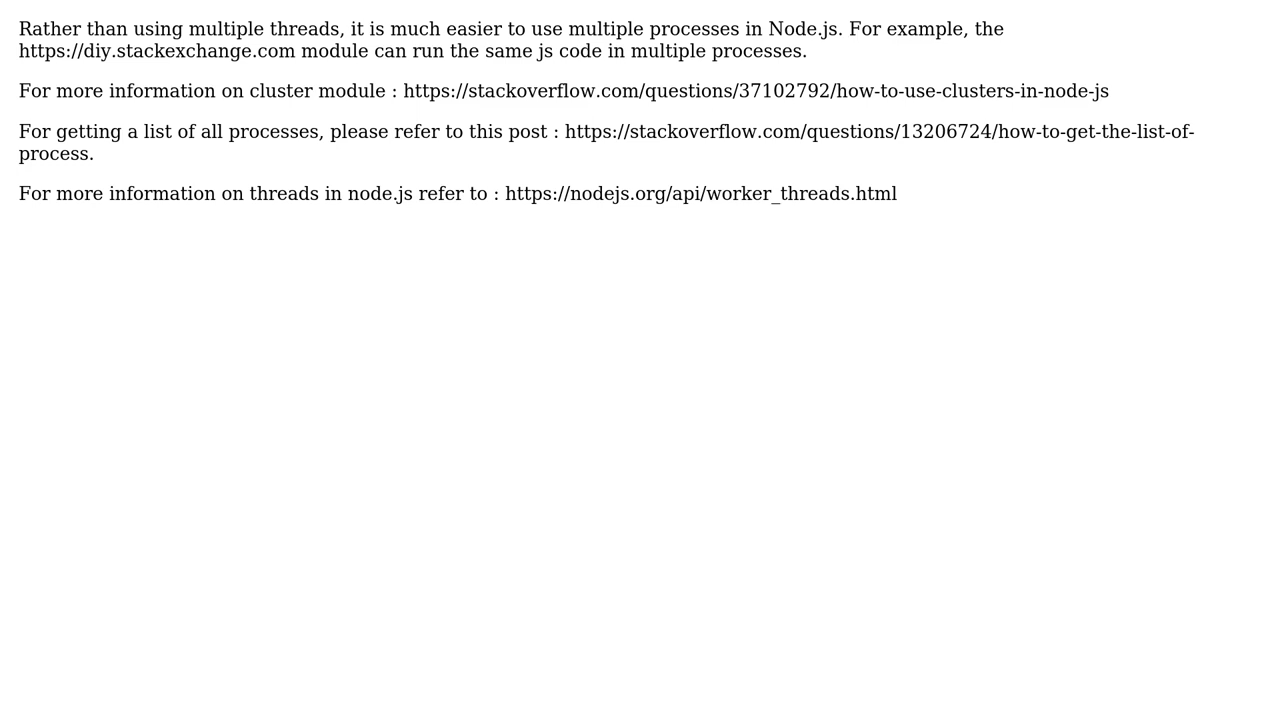 Rather than using multiple threads, it is much easier to use multiple processes in Node.js. For example, the
https://diy.stackexchange.com module can run the same js code in multiple processes.
For more information on cluster module : https://stackoverflow.com/questions/37102792/how-to-use-clusters-in-node-js
For getting a list of all processes, please refer to this post : https://stackoverflow.com/questions/13206724/how-to-get-the-list-of-
process.
For more information on threads in node.js refer to : https://nodejs.org/api/worker_threads.html